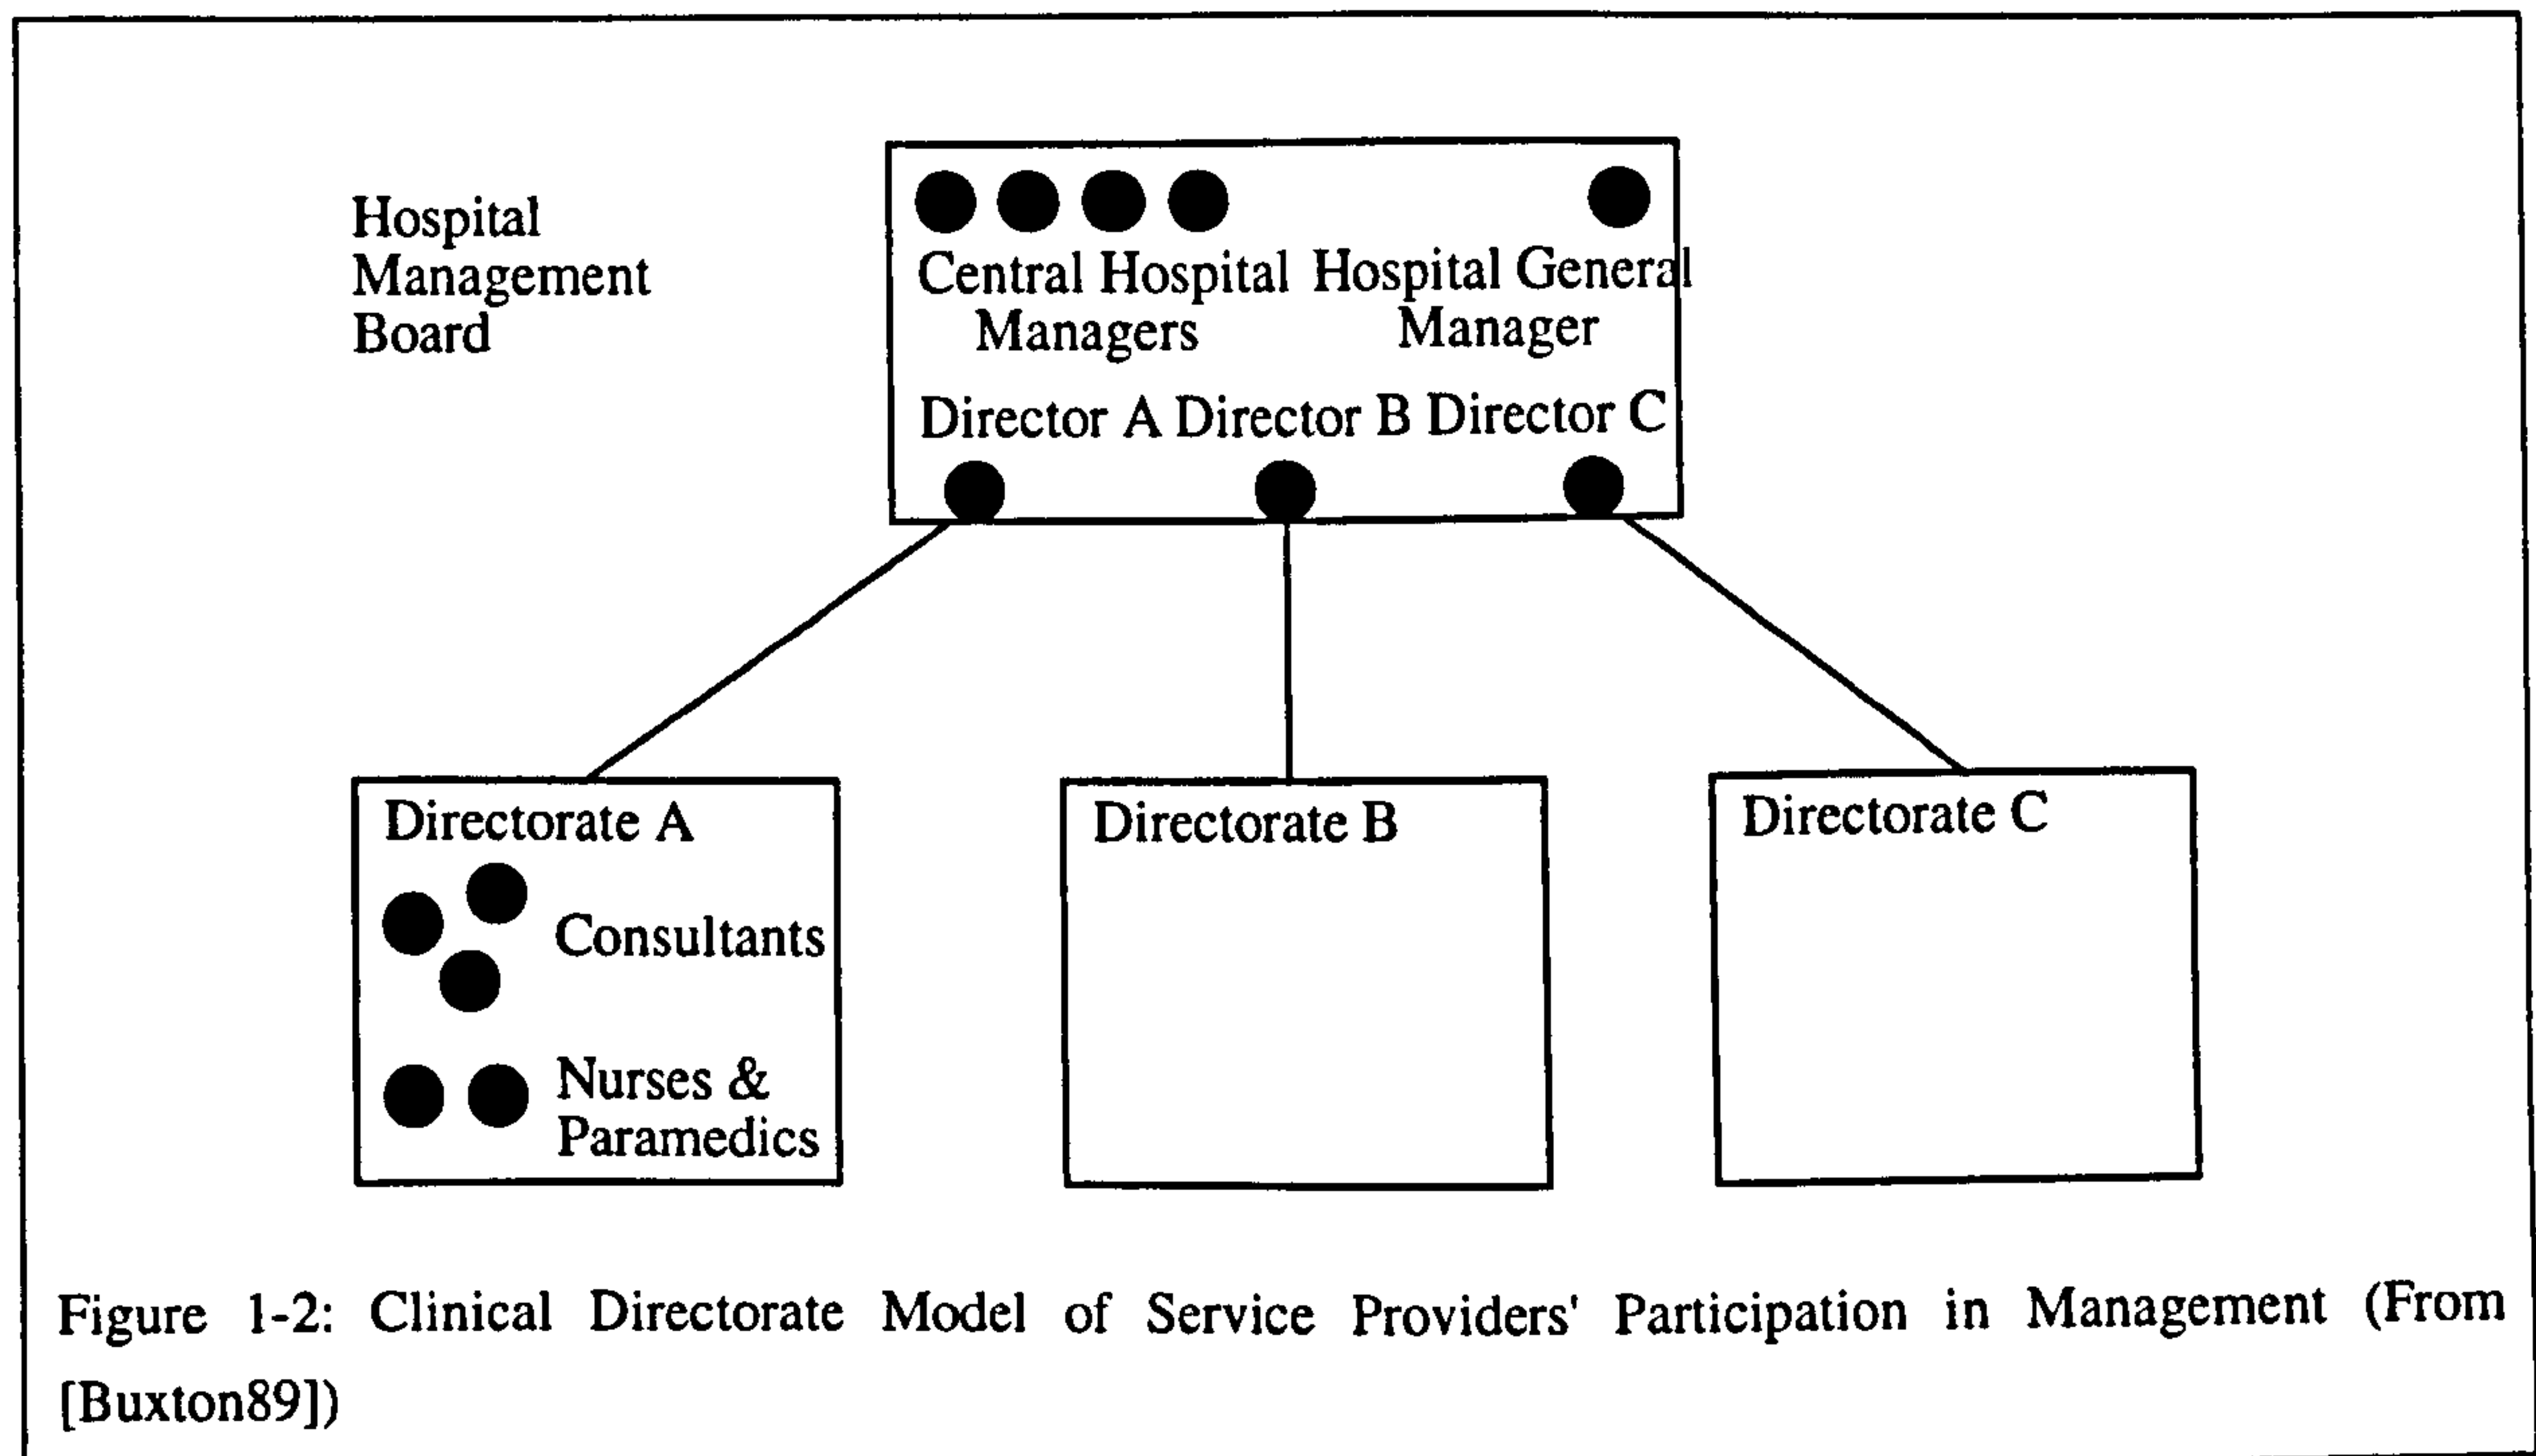 Hospital
Management
Board
Central Hospital
Managers
Hospital General
Manager
Director A Director B Director C
Directorate A
Consultants
Nurses &
Paramedics
Directorate B
Directorate C
Figure 1-2: Clinical Directorate Model of Service Providers' Participation in Management (From
[Buxton89])